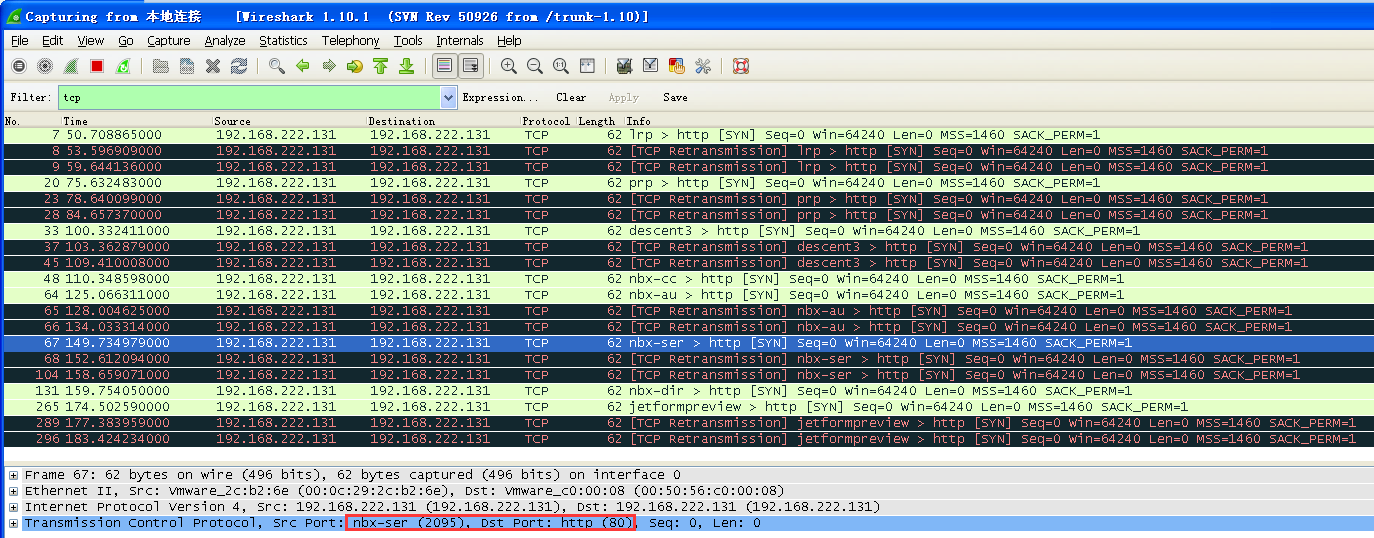 Capturing from 本地连接 [Wireshark 1.10.1 (SVN Rev 50926 from /trunk-1.10)]
File Edit View Go Capture Analyze Statistics Telephony Tools Internals Help
Filter: tcp Expression... Clear Apply Save
No. Time Source Destination Protocol Length Info
7 50.708865000 192.168.222.131 192.168.222.131 TCP 62 lrp > http [SYN] Seq=0 Win=64240 Len=0 MSS=1460 SACK_PERM=1
8 53.596909000 192.168.222.131 192.168.222.131 TCP 62 [TCP Retransmission] lrp > http [SYN] Seq=0 Win=64240 Len=0 MSS=1460 SACK_PERM=1
9 59.644136000 192.168.222.131 192.168.222.131 TCP 62 [TCP Retransmission] lrp > http [SYN] Seq=0 Win=64240 Len=0 MSS=1460 SACK_PERM=1
20 75.632483000 192.168.222.131 192.168.222.131 TCP 62 prp > http [SYN] Seq=0 Win=64240 Len=0 MSS=1460 SACK_PERM=1
23 78.640099000 192.168.222.131 192.168.222.131 TCP 62 [TCP Retransmission] prp > http [SYN] Seq=0 Win=64240 Len=0 MSS=1460 SACK_PERM=1
28 84.657370000 192.168.222.131 192.168.222.131 TCP 62 [TCP Retransmission] prp > http [SYN] Seq=0 Win=64240 Len=0 MSS=1460 SACK_PERM=1
33 100.332411000 192.168.222.131 192.168.222.131 TCP 62 descent3 > http [SYN] Seq=0 Win=64240 Len=0 MSS=1460 SACK_PERM=1
37 103.362879000 192.168.222.131 192.168.222.131 TCP 62 [TCP Retransmission] descent3 > http [SYN] Seq=0 Win=64240 Len=0 MSS=1460 SACK_PERM=1
45 109.410008000 192.168.222.131 192.168.222.131 TCP 62 [TCP Retransmission] descent3 > http [SYN] Seq=0 Win=64240 Len=0 MSS=1460 SACK_PERM=1
48 110.348598000 192.168.222.131 192.168.222.131 TCP 62 nbx-cc > http [SYN] Seq=0 Win=64240 Len=0 MSS=1460 SACK_PERM=1
64 125.066311000 192.168.222.131 192.168.222.131 TCP 62 nbx-au > http [SYN] Seq=0 Win=64240 Len=0 MSS=1460 SACK_PERM=1
65 128.004625000 192.168.222.131 192.168.222.131 TCP 62 [TCP Retransmission] nbx-au > http [SYN] Seq=0 Win=64240 Len=0 MSS=1460 SACK_PERM=1
66 134.033314000 192.168.222.131 192.168.222.131 TCP 62 [TCP Retransmission] nbx-au > http [SYN] Seq=0 Win=64240 Len=0 MSS=1460 SACK_PERM=1
67 149.734979000 192.168.222.131 192.168.222.131 TCP 62 nbx-ser > http [SYN] Seq=0 Win=64240 Len=0 MSS=1460 SACK_PERM=1
68 152.612094000 192.168.222.131 192.168.222.131 TCP 62 [TCP Retransmission] nbx-ser > http [SYN] Seq=0 Win=64240 Len=0 MSS=1460 SACK_PERM=1
104 158.659071000 192.168.222.131 192.168.222.131 TCP 62 [TCP Retransmission] nbx-ser > http [SYN] Seq=0 Win=64240 Len=0 MSS=1460 SACK_PERM=1
131 159.754050000 192.168.222.131 192.168.222.131 TCP 62 nbx-dir > http [SYN] Seq=0 Win=64240 Len=0 MSS=1460 SACK_PERM=1
265 174.502590000 192.168.222.131 192.168.222.131 TCP 62 jetformpreview > http [SYN] Seq=0 Win=64240 Len=0 MSS=1460 SACK_PERM=1
289 177.383959000 192.168.222.131 192.168.222.131 TCP 62 [TCP Retransmission] jetformpreview > http [SYN] Seq=0 Win=64240 Len=0 MSS=1460 SACK_PERM=1
296 183.424234000 192.168.222.131 192.168.222.131 TCP 62 [TCP Retransmission] jetformpreview > http [SYN] Seq=0 Win=64240 Len=0 MSS=1460 SACK_PERM=1
Frame 67: 62 bytes on wire (496 bits), 62 bytes captured (496 bits) on interface 0
Ethernet II, Src: Vmware_2c:b2:6e (00:0c:29:2c:b2:6e), Dst: Vmware_c0:00:08 (00:50:56:c0:00:08)
Internet Protocol Version 4, Src: 192.168.222.131 (192.168.222.131), Dst: 192.168.222.131 (192.168.222.131)
Transmission Control Protocol, Src Port: nbx-ser (2095), Dst Port: http (80), Seq: 0, Len: 0